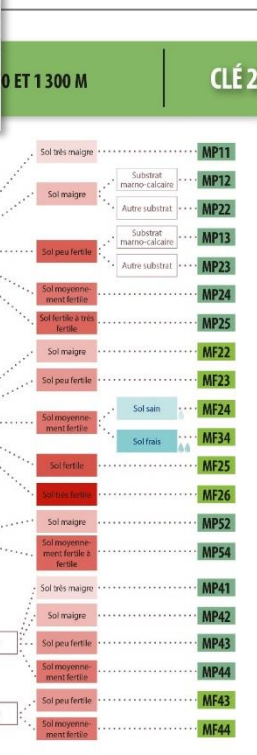 0 ET 1 300 M
CLÉ 2
Sol très maigre
MP11
Sol maigre
Substrat
marno-calcaire
MP12
Autre substrat
MP22
Sol peu fertile
Substrat
marno-calcaire
MP13
Autre substrat
MP23
Sol moyenne-
ment fertile
MP24
Sol fertile à très
fertile
MP25
Sol maigre
MF22
Sol peu fertile
MF23
Sol moyenne-
ment fertile
Sol sain
MF24
Sol frais
MF34
Sol fertile
MF25
Sol très fertile
MF26
Sol maigre
MP52
Sol moyenne-
ment fertile à
fertile
MP54
Sol très maigre
MP41
Sol maigre
MP42
Sol peu fertile
MP43
Sol moyenne-
ment fertile
MP44
Sol peu fertile
MF43
Sol moyenne-
ment fertile
MF44